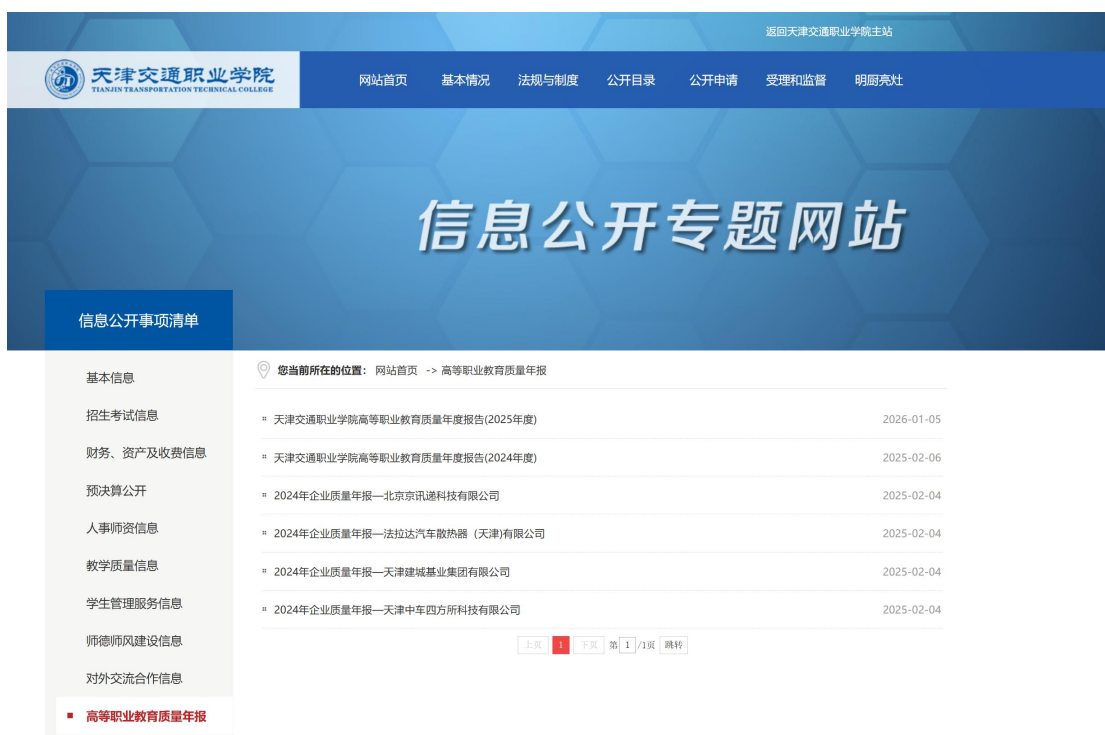 返回天津交通职业学院主站
天津交通职业学院
TIANJIN TRANSPORTATION TECHNICAL COLLEGE
网站首页 基本情况 法规与制度 公开目录 公开申请 受理和监督 明厨亮灶
信息公开专题网站
信息公开事项清单
基本信息
招生考试信息
财务、资产及收费信息
预决算公开
人事师资信息
教学质量信息
学生管理服务信息
师德师风建设信息
对外交流合作信息
高等职业教育质量年报
您当前所在的位置: 网站首页 -> 高等职业教育质量年报
天津交通职业学院高等职业教育质量年度报告(2025年度) 2026-01-05
天津交通职业学院高等职业教育质量年度报告(2024年度) 2025-02-06
2024年企业质量年报—北京京讯递科技有限公司 2025-02-04
2024年企业质量年报—法拉达汽车散热器（天津)有限公司 2025-02-04
2024年企业质量年报—天津建城基业集团有限公司 2025-02-04
2024年企业质量年报—天津中车四方所科技有限公司 2025-02-04
上页 1 下页 第 1 /1页 跳转